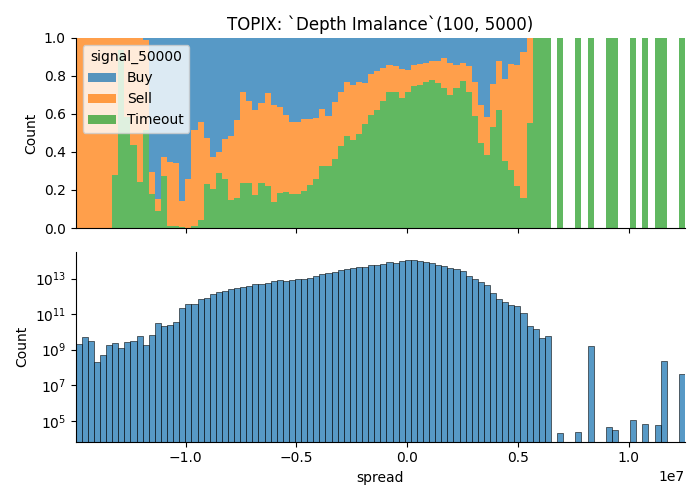 TOPIX: `Depth Imalance`(100, 5000)
1.0
0.8
0.6
0.4
0.2
0.0
Count
signal_50000
Buy
Sell
Timeout
10^13
10^11
10^9
10^7
10^5
Count
−1.0 −0.5 0.0 0.5 1.0
1e7
spread